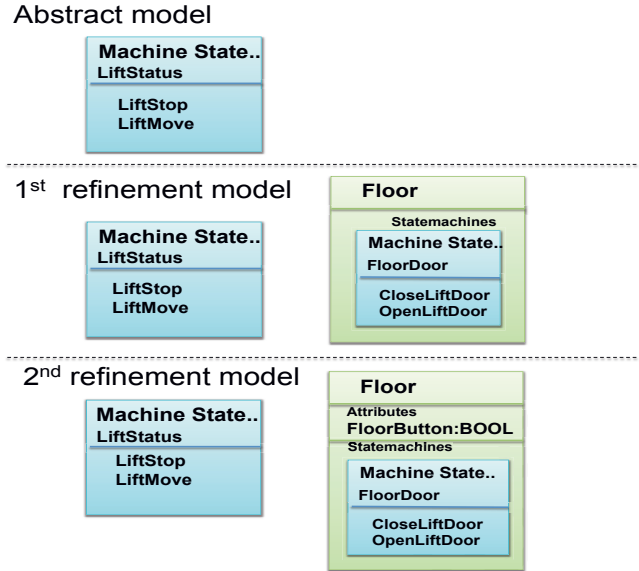 Abstract model
Machine State..
LiftStatus
LiftStop
LiftMove
1st refinement model
Machine State..
LiftStatus
LiftStop
LiftMove
Floor
Statemachines
Machine State..
FloorDoor
CloseLiftDoor
OpenLiftDoor
2nd refinement model
Machine State..
LiftStatus
LiftStop
LiftMove
Floor
Attributes
FloorButton:BOOL
Statemachines
Machine State..
FloorDoor
CloseLiftDoor
OpenLiftDoor